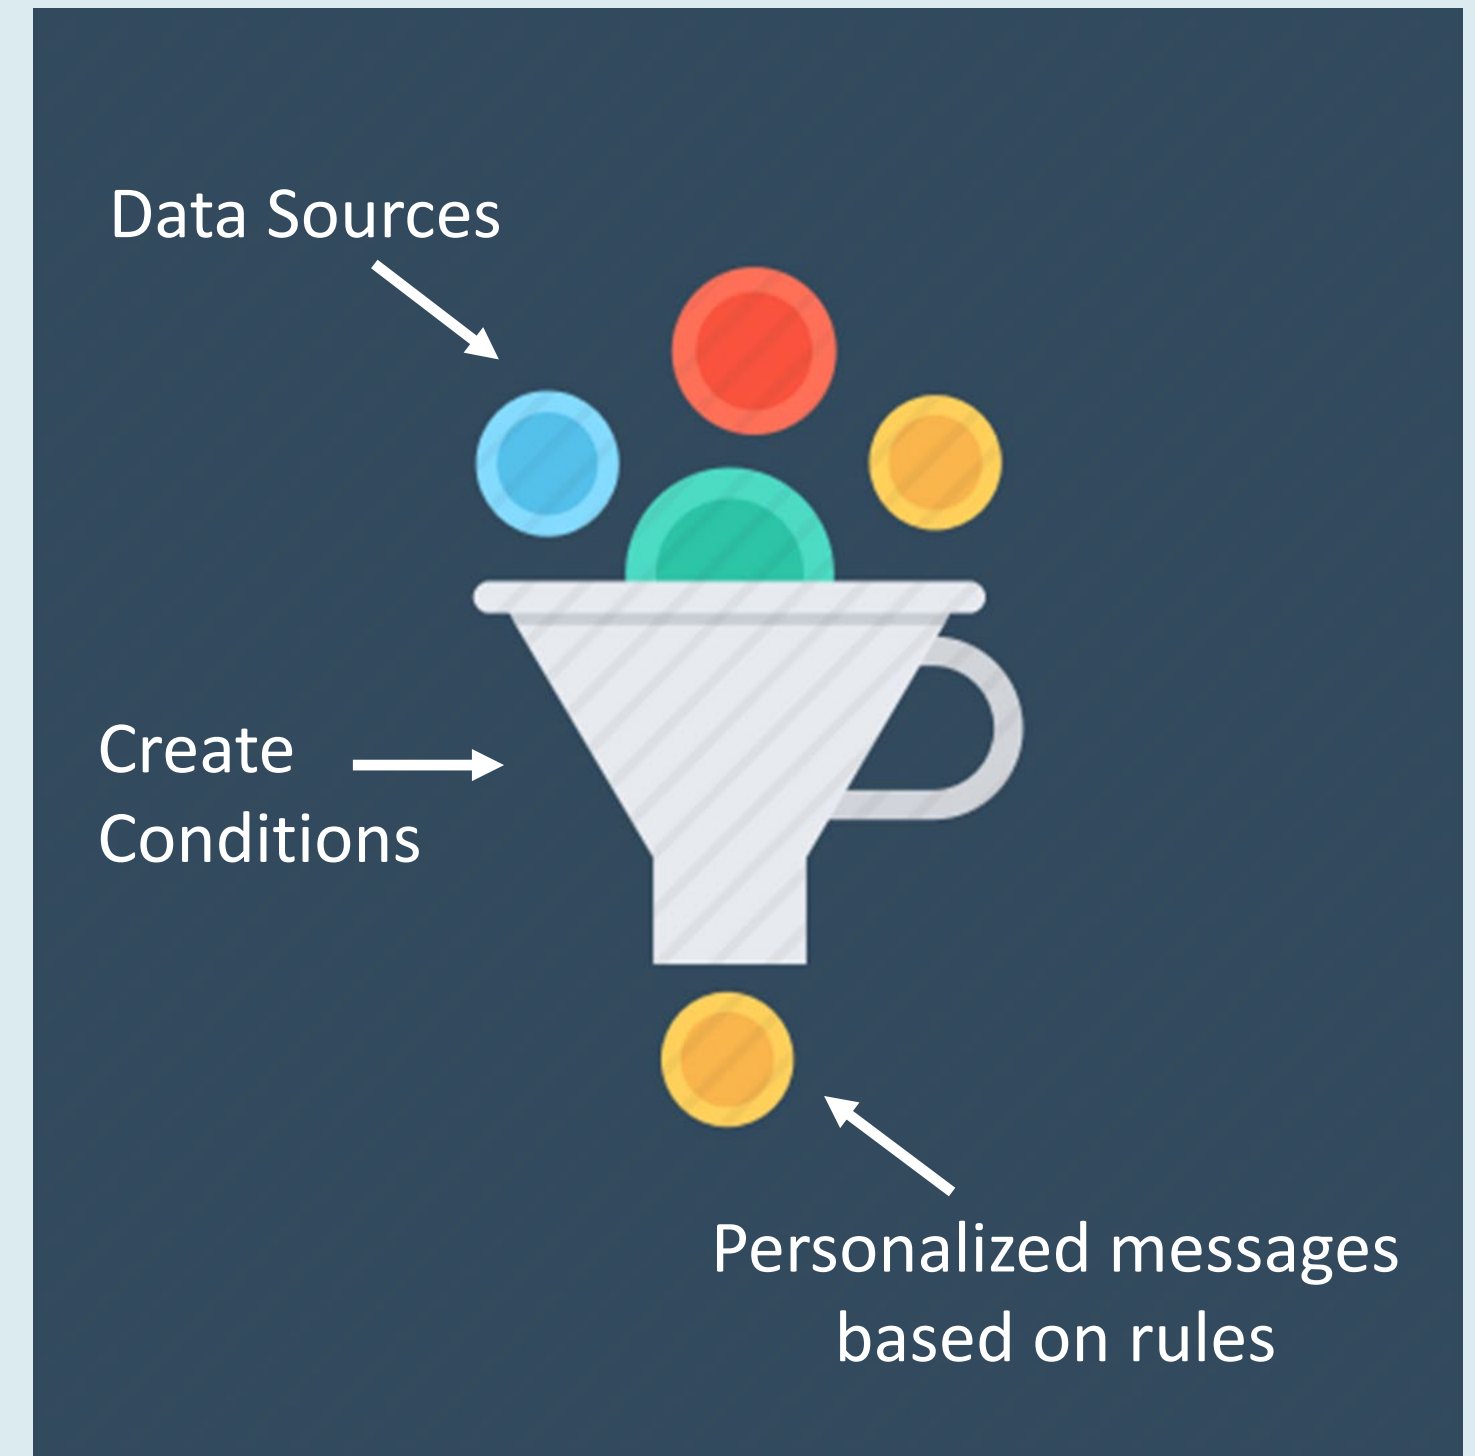 Data Sources
Create
Conditions
Personalized messages
based on rules